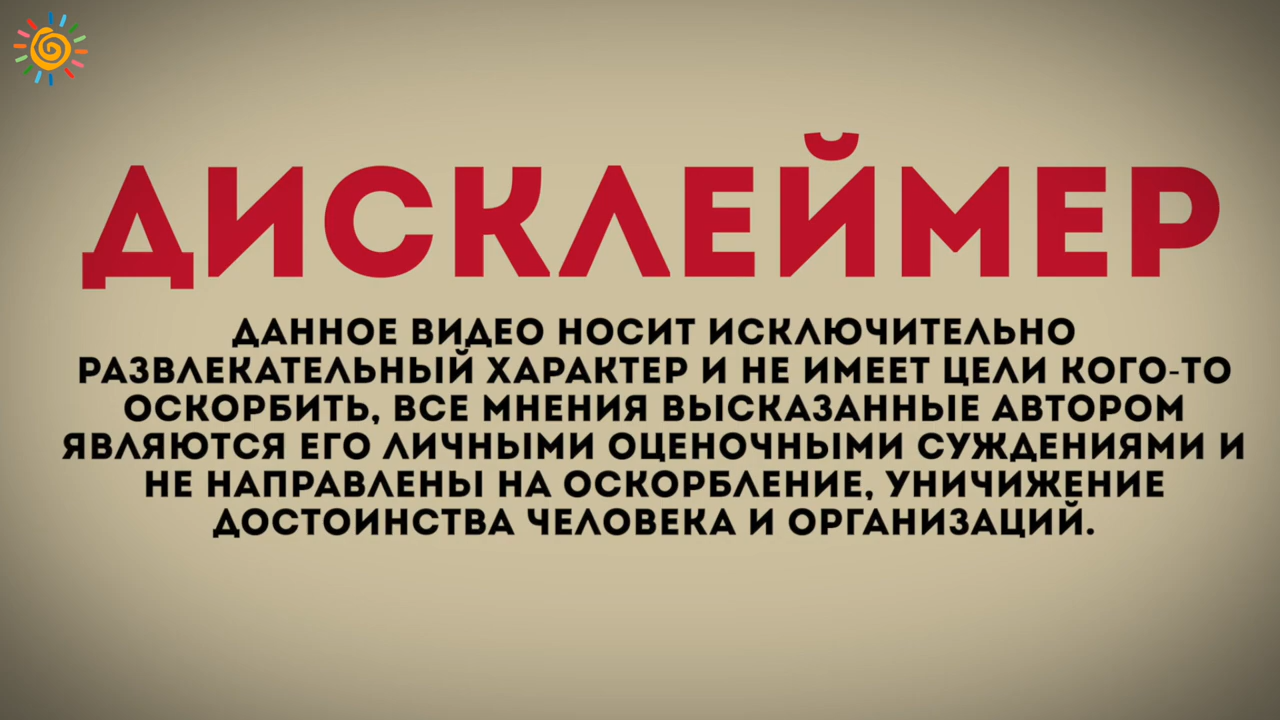 ДИСКЛЕЙМЕР
ДАННОЕ ВИДЕО НОСИТ ИСКЛЮЧИТЕЛЬНО
РАЗВЛЕКАТЕЛЬНЫЙ ХАРАКТЕР И НЕ ИМЕЕТ ЦЕЛИ КОГО-ТО
ОСКОРБИТЬ, ВСЕ МНЕНИЯ ВЫСКАЗАННЫЕ АВТОРОМ
ЯВЛЯЮТСЯ ЕГО ЛИЧНЫМИ ОЦЕНОЧНЫМИ СУЖДЕНИЯМИ И
НЕ НАПРАВЛЕНЫ НА ОСКОРБЛЕНИЕ, УНИЧИЖЕНИЕ
ДОСТОИНСТВА ЧЕЛОВЕКА И ОРГАНИЗАЦИЙ.